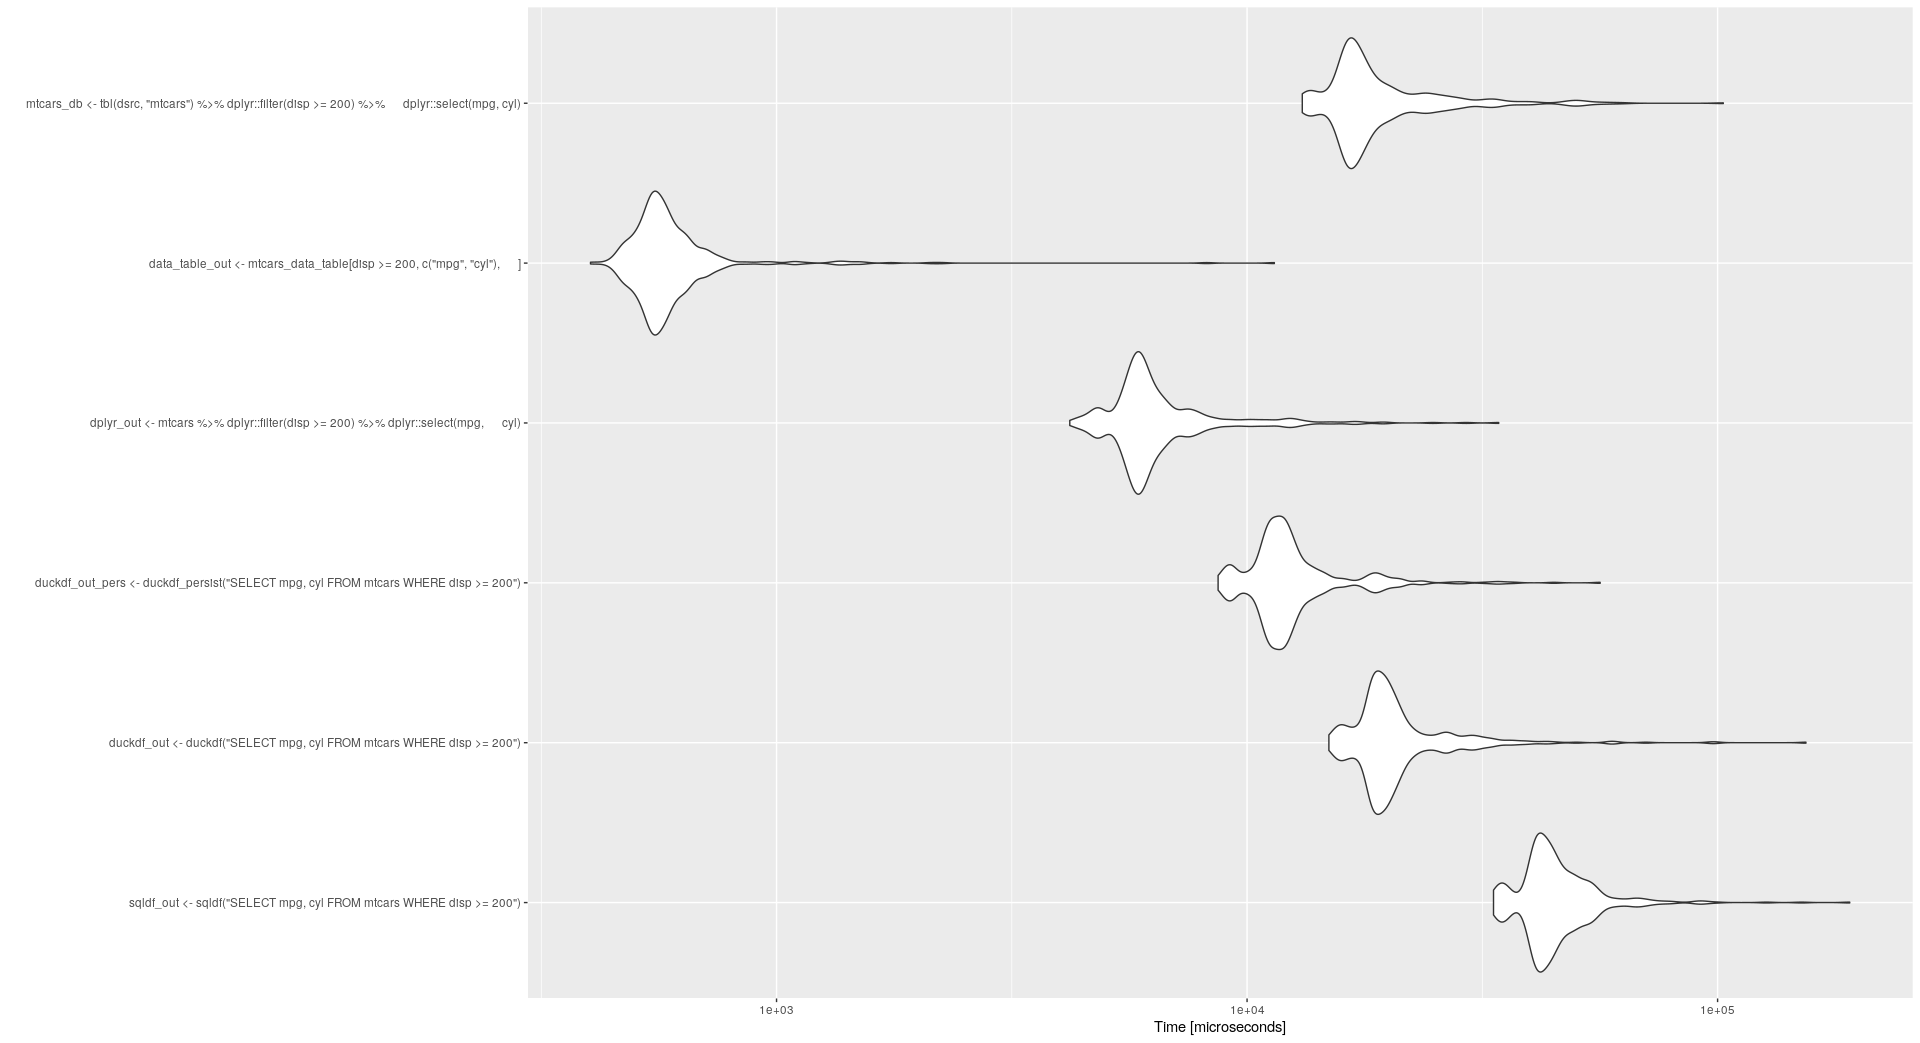 mtcars_db <- tbl(dsrc, "mtcars") %>% dplyr::filter(disp >= 200) %>%      dplyr::select(mpg, cyl)
data_table_out <- mtcars_data_table[disp >= 200, c("mpg", "cyl"),      ]
dplyr_out <- mtcars %>% dplyr::filter(disp >= 200) %>% dplyr::select(mpg,      cyl)
duckdf_out_pers <- duckdf_persist("SELECT mpg, cyl FROM mtcars WHERE disp >= 200")
duckdf_out <- duckdf("SELECT mpg, cyl FROM mtcars WHERE disp >= 200")
sqldf_out <- sqldf("SELECT mpg, cyl FROM mtcars WHERE disp >= 200")
1e+03 1e+04 1e+05
Time [microseconds]